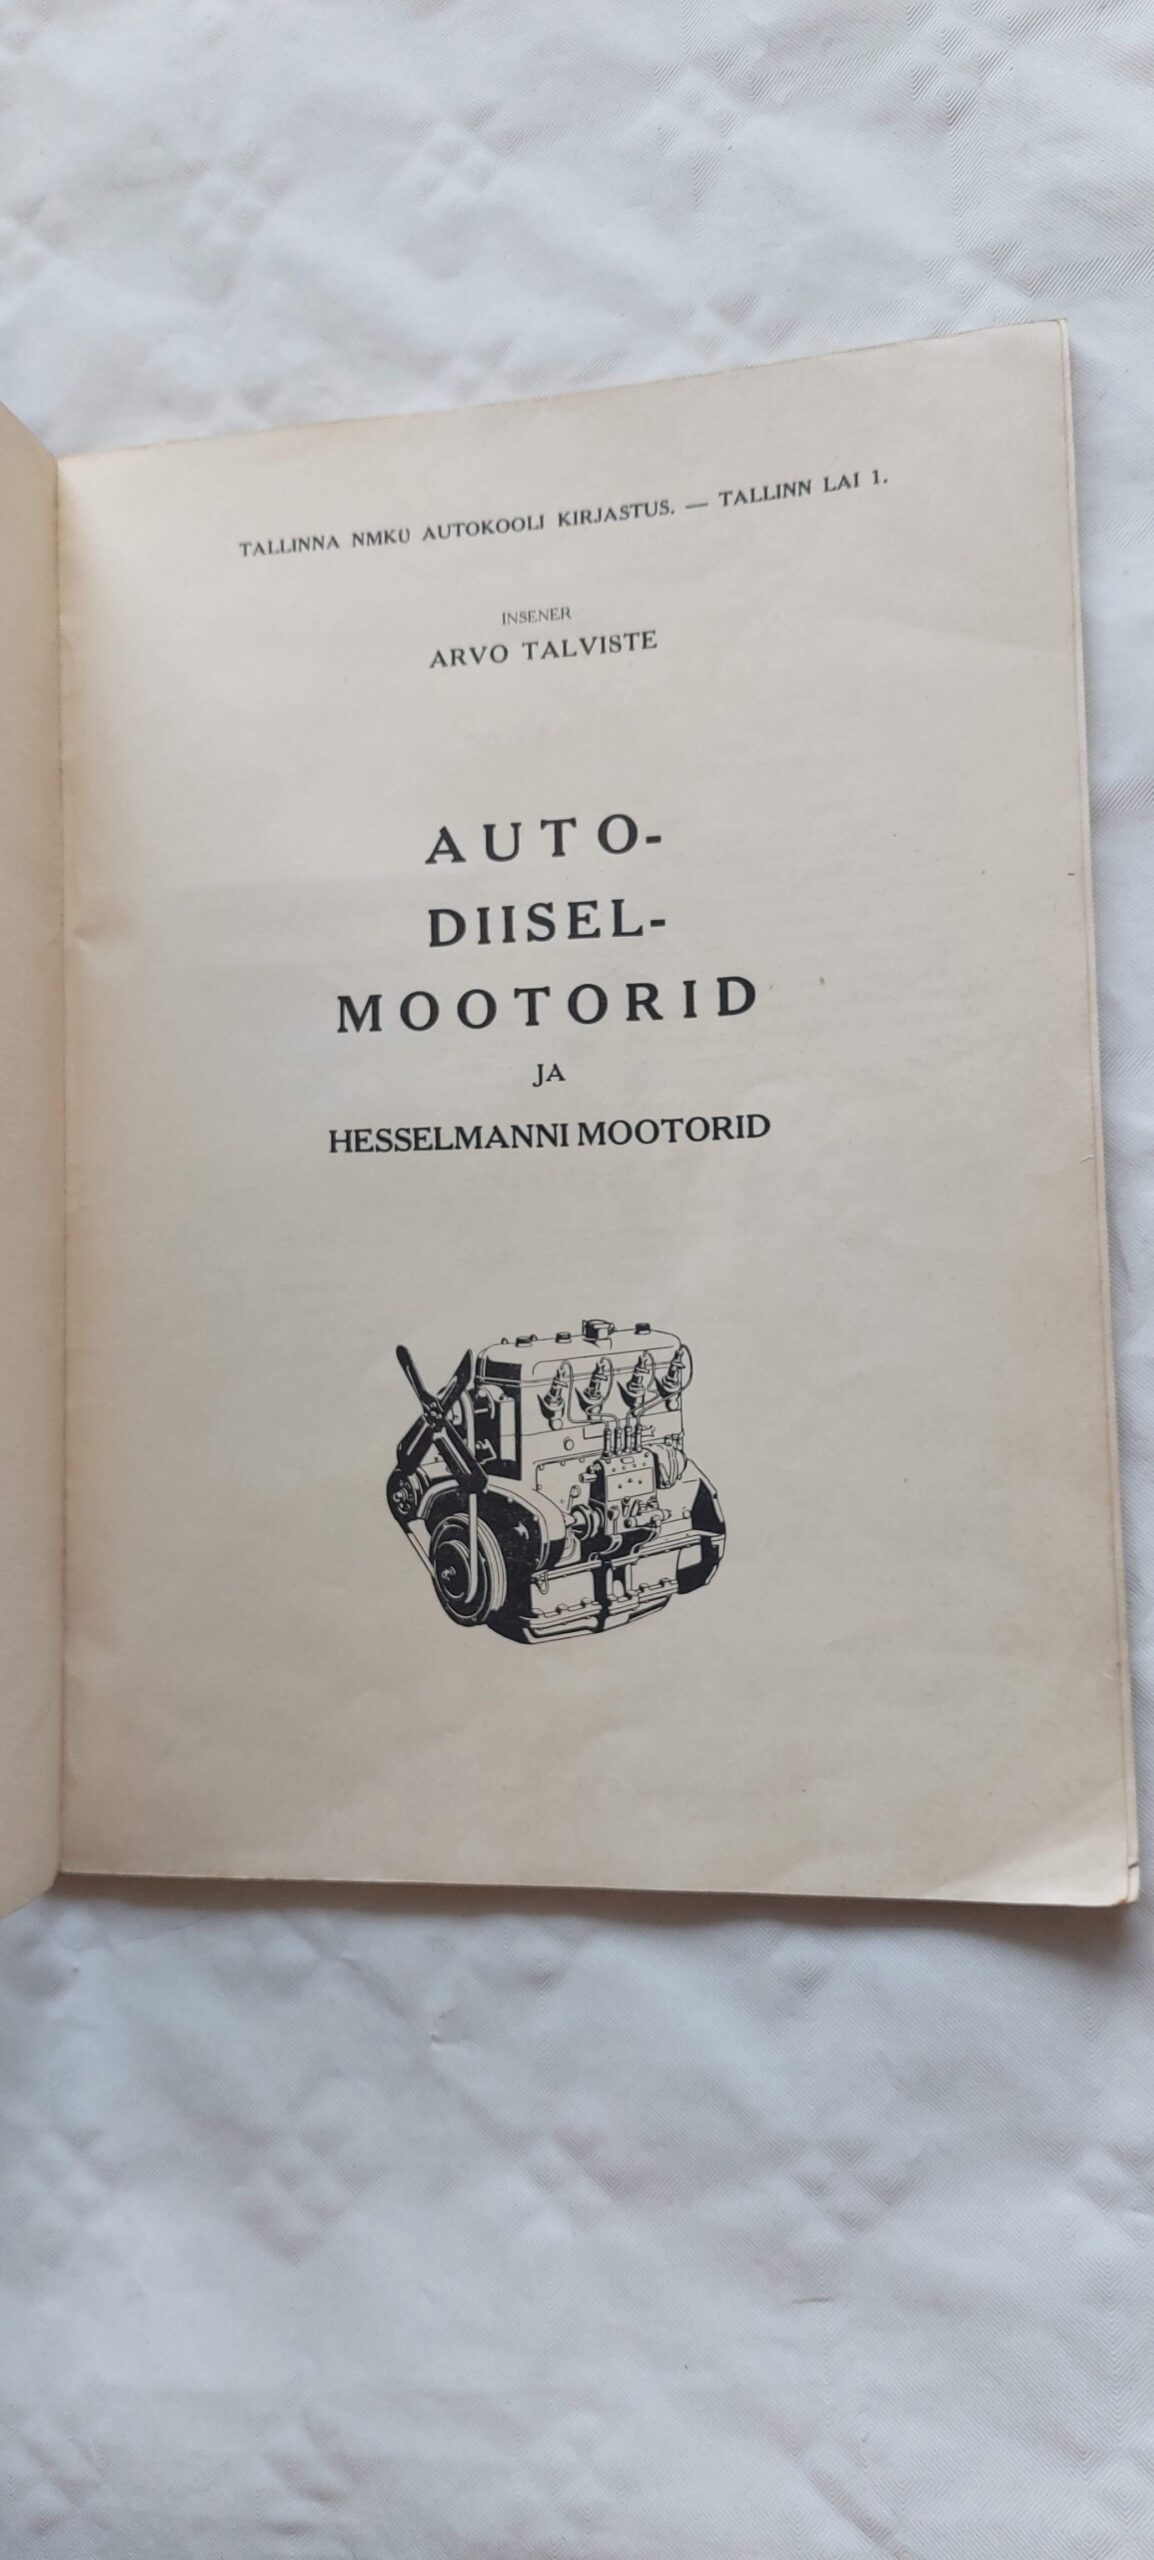 TALLINNA NMKÜ AUTOKOOLI KIRJASTUS. — TALLINN LAI 1.
INSENER
ARVO TALVISTE
AUTO-
DIISEL-
MOOTORID
JA
HESSELMANNI MOOTORID